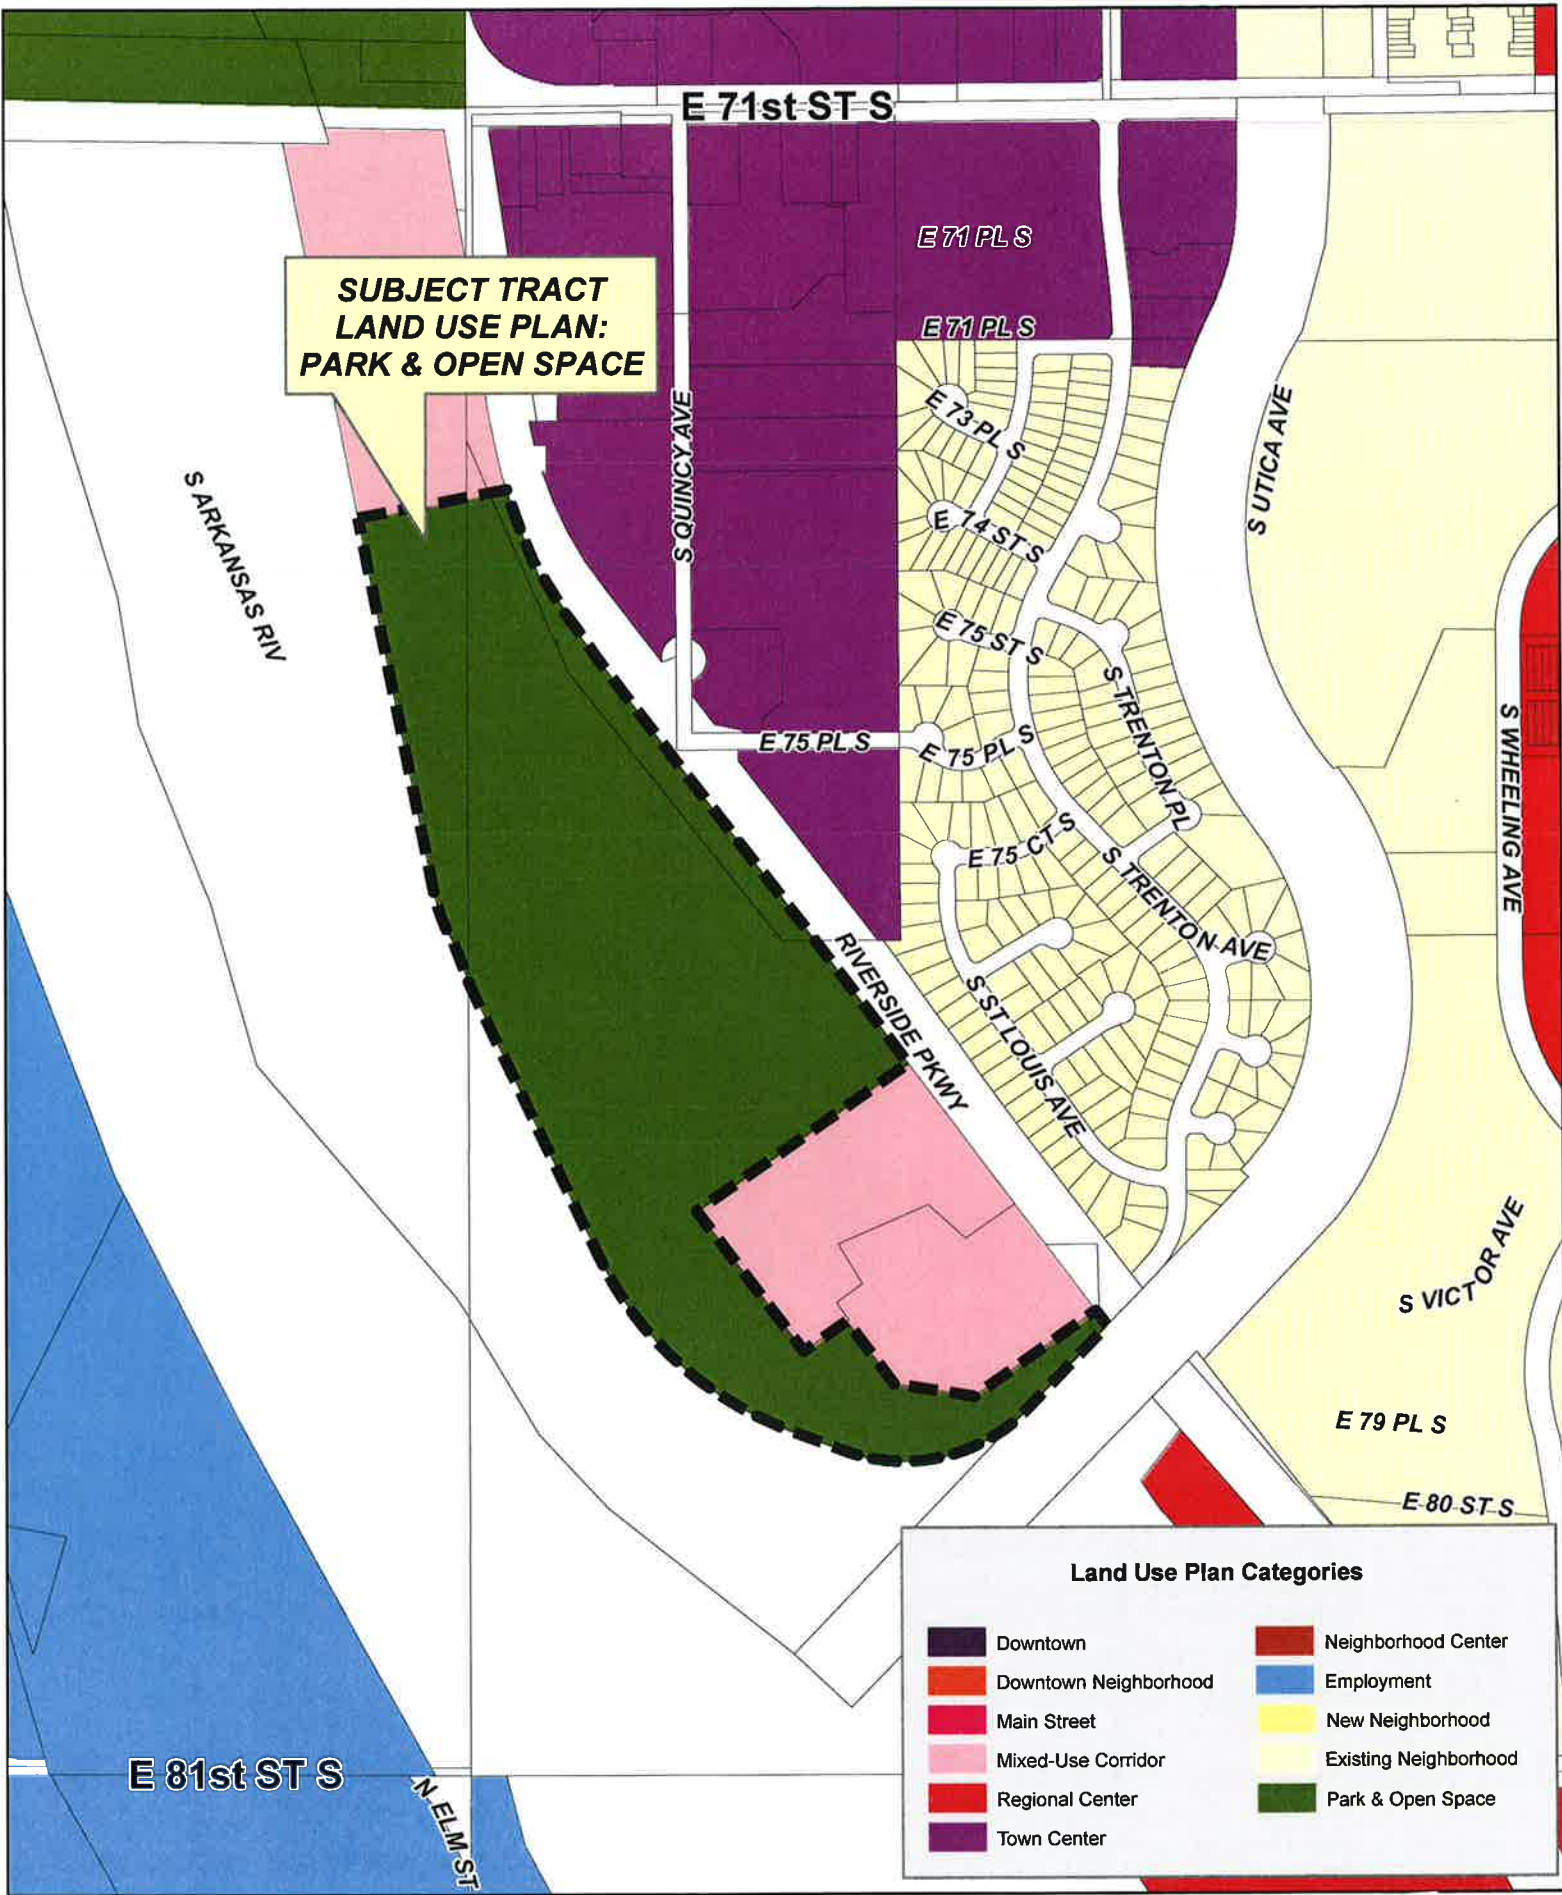 E 71st ST S
E 71 PL S
SUBJECT TRACT
LAND USE PLAN:
PARK & OPEN SPACE
E 71 PL S
S QUINCY AVE
E 73 PL S
S UTICA AVE
S ARKANSAS RIV
E 74 ST S
E 75 ST S
S TRENTON PL
S WHEELING AVE
E 75 PL S
E 75 PL S
E 75 CT S
S TRENTON AVE
RIVERSIDE PKWY
S ST LOUIS AVE
S VICTOR AVE
E 79 PL S
E 80 ST S
Land Use Plan Categories
Downtown
Downtown Neighborhood
Main Street
Mixed-Use Corridor
Regional Center
Town Center
Neighborhood Center
Employment
New Neighborhood
Existing Neighborhood
Park & Open Space
E 81st ST S
N ELM ST